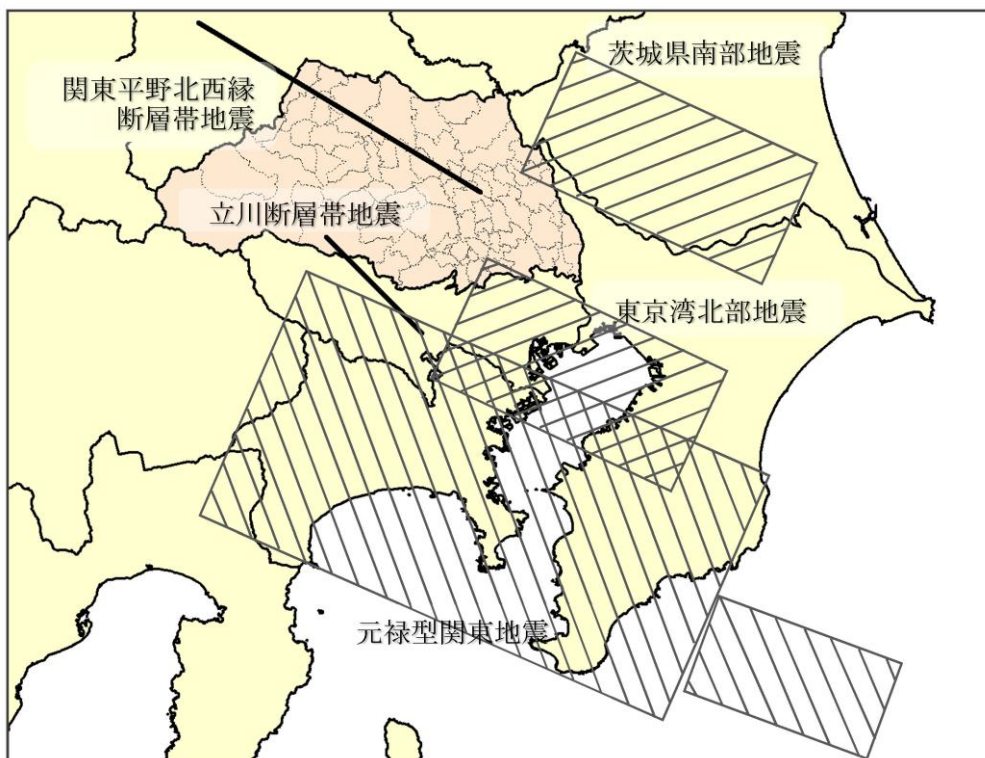 茨城県南部地震
関東平野北西縁
断層帯地震
立川断層帯地震
東京湾北部地震
元禄型関東地震